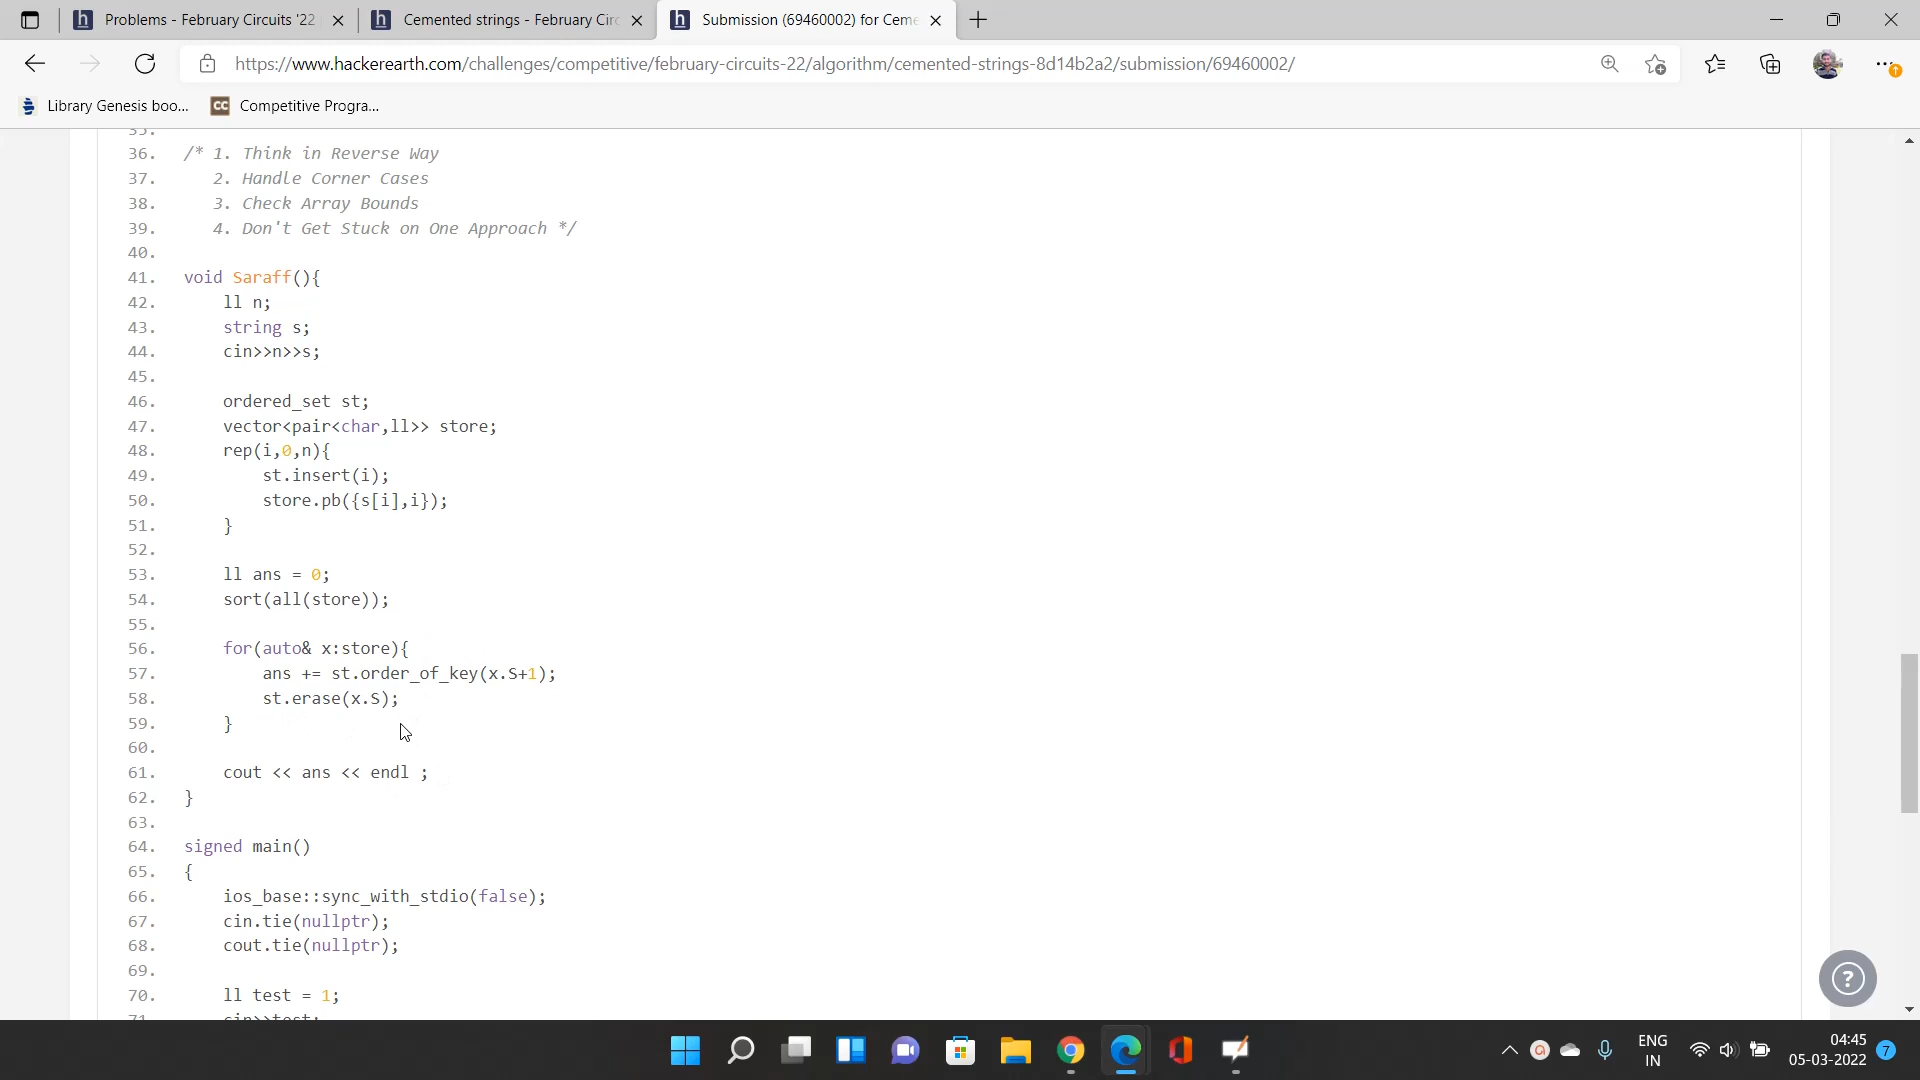 Problems - February Circuits '22
Cemented strings - February Circ
Submission (69460002) for Ceme
https://www.hackerearth.com/challenges/competitive/february-circuits-22/algorithm/cemented-strings-8d14b2a2/submission/69460002/
Library Genesis boo...
CC Competitive Progra...
35.
36. /* 1. Think in Reverse Way
37. 2. Handle Corner Cases
38. 3. Check Array Bounds
39. 4. Don't Get Stuck on One Approach */
40.
41. void Saraff(){
42. ll n;
43. string s;
44. cin>>n>>s;
45.
46. ordered_set st;
47. vector<pair<char,ll>> store;
48. rep(i,0,n){
49. st.insert(i);
50. store.pb({s[i],i});
51. }
52.
53. ll ans = 0;
54. sort(all(store));
55.
56. for(auto& x:store){
57. ans += st.order_of_key(x.S+1);
58. st.erase(x.S);
59. }
60.
61. cout << ans << endl ;
62. }
63.
64. signed main()
65. {
66. ios_base::sync_with_stdio(false);
67. cin.tie(nullptr);
68. cout.tie(nullptr);
69.
70. ll test = 1;
71. cin>>test;
?
ENG
IN
04:45
05-03-2022
7